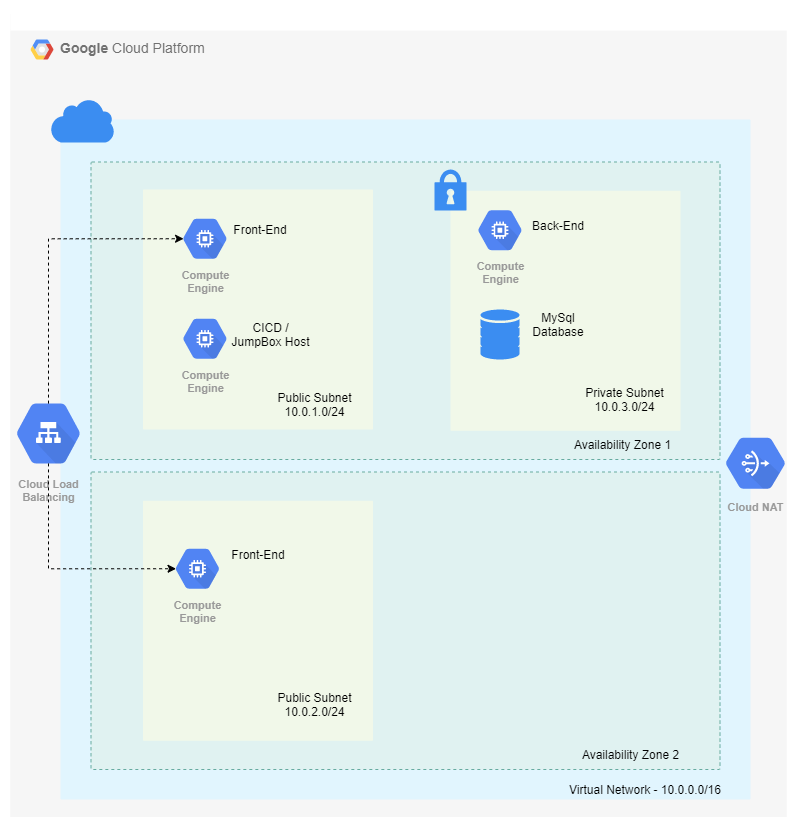 Google Cloud Platform
Front-End
Compute
Engine
CICD /
JumpBox Host
Compute
Engine
Public Subnet
10.0.1.0/24
Back-End
Compute
Engine
MySql
Database
Private Subnet
10.0.3.0/24
Availability Zone 1
Cloud Load
Balancing
Cloud NAT
Front-End
Compute
Engine
Public Subnet
10.0.2.0/24
Availability Zone 2
Virtual Network - 10.0.0.0/16